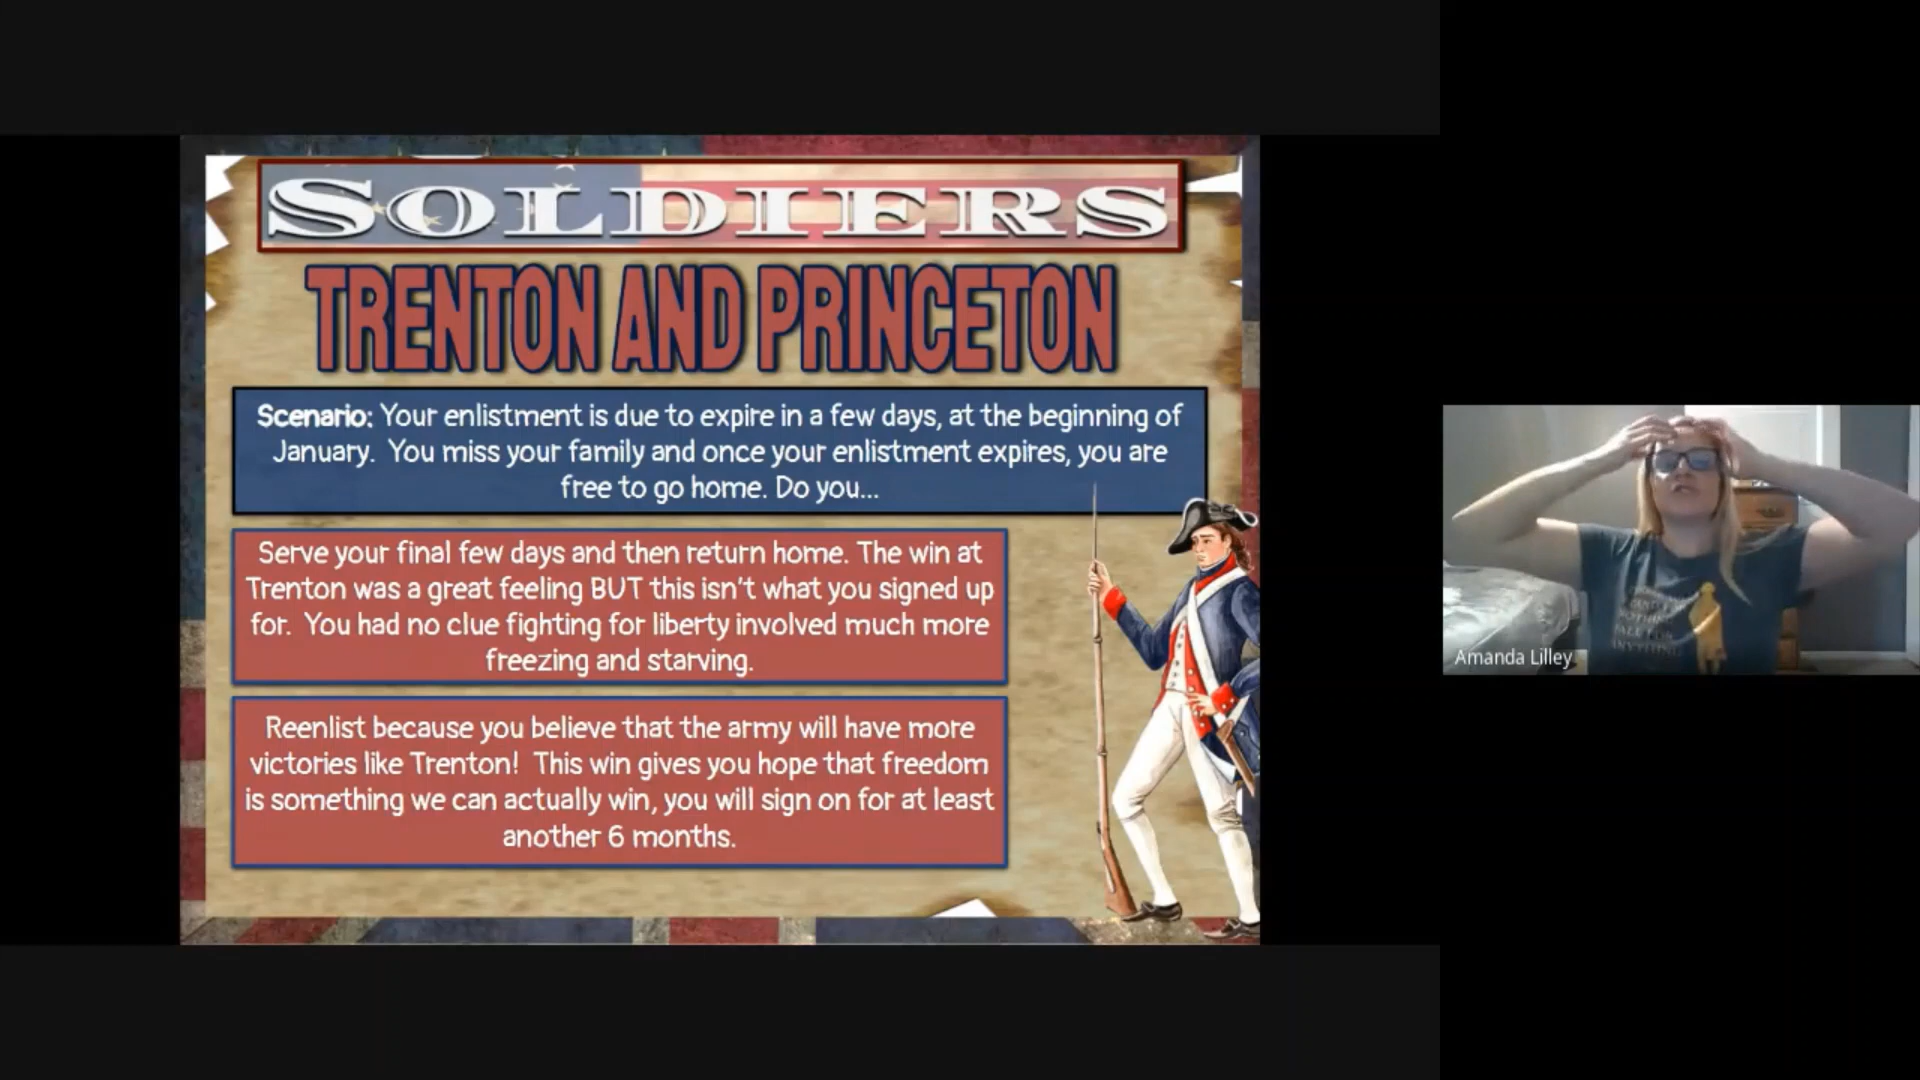 SOLDIERS
TRENTON AND PRINCETON
Scenario: Your enlistment is due to expire in a few days, at the beginning of
January. You miss your family and once your enlistment expires, you are
free to go home. Do you...
Serve your final few days and then return home. The win at
Trenton was a great feeling BUT this isn't what you signed up
for. You had no clue fighting for liberty involved much more
freezing and starving.
Reenlist because you believe that the army will have more
victories like Trenton! This win gives you hope that freedom
is something we can actually win, you will sign on for at least
another 6 months.
NOTHING
FALL FOR
ANYTHING
Amanda Lilley